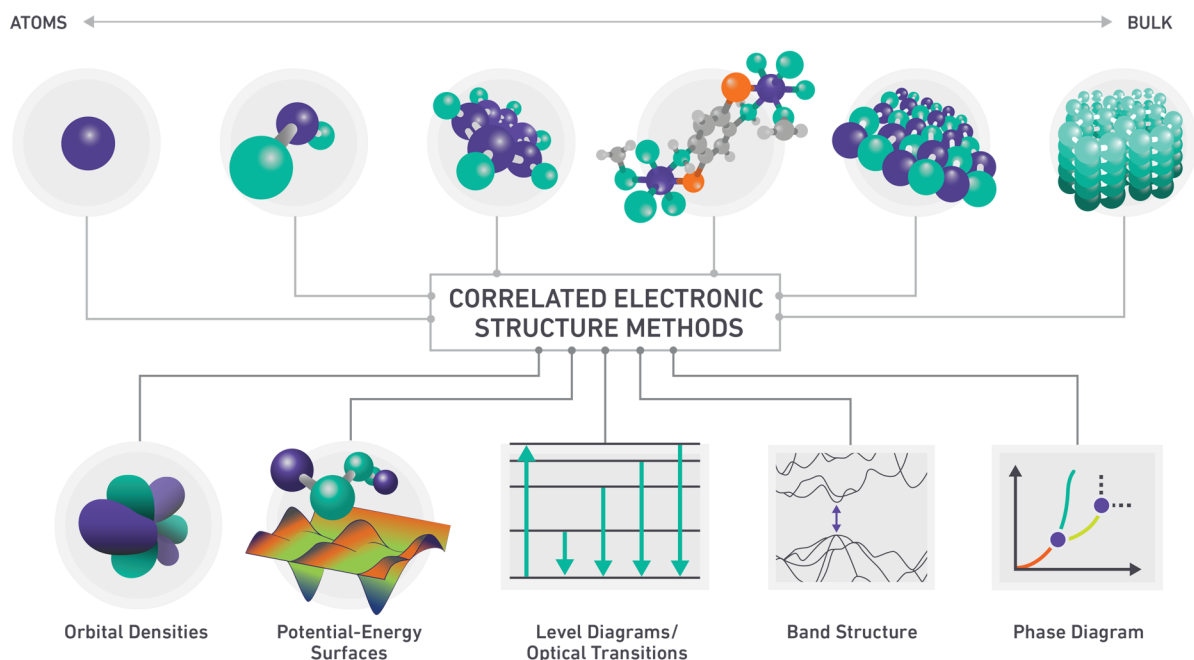 ATOMS
BULK
CORRELATED ELECTRONIC
STRUCTURE METHODS
Orbital Densities
Potential-Energy
Surfaces
Level Diagrams/
Optical Transitions
Band Structure
Phase Diagram